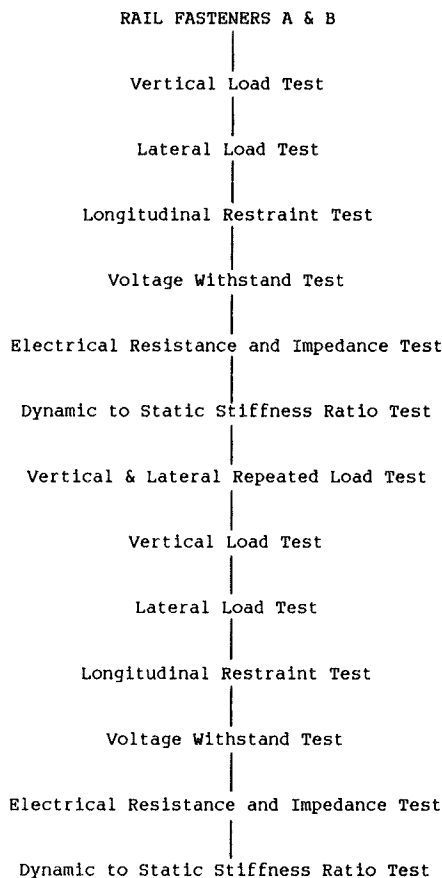 RAIL FASTENERS A & B
Vertical Load Test
Lateral Load Test
Longitudinal Restraint Test
Voltage Withstand Test
Electrical Resistance and Impedance Test
Dynamic to Static Stiffness Ratio Test
Vertical & Lateral Repeated Load Test
Vertical Load Test
Lateral Load Test
Longitudinal Restraint Test
Voltage Withstand Test
Electrical Resistance and Impedance Test
Dynamic to Static Stiffness Ratio Test